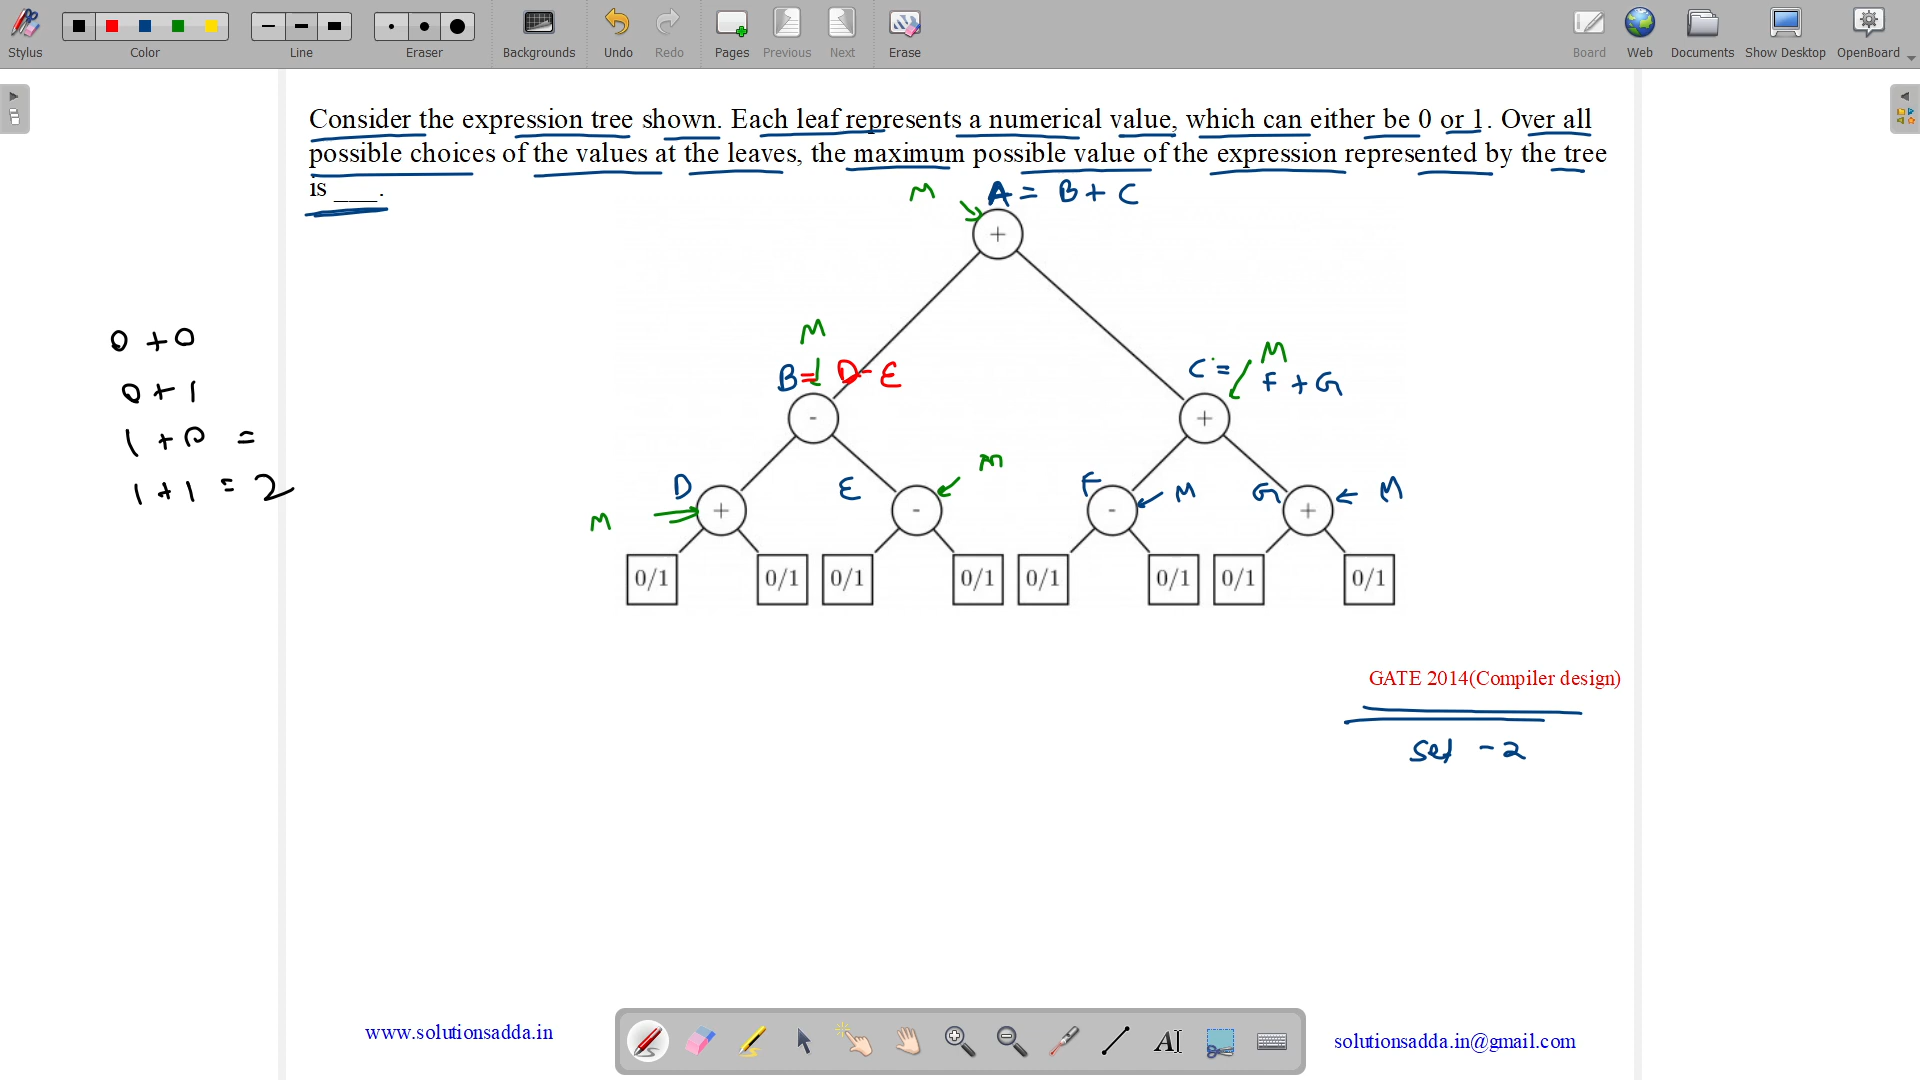 Stylus Color Line Eraser Backgrounds Undo Redo Pages Previous Next Erase Board Web Documents Show Desktop OpenBoard
Consider the expression tree shown. Each leaf represents a numerical value, which can either be 0 or 1. Over all
possible choices of the values at the leaves, the maximum possible value of the expression represented by the tree
is ___.
M A = B + C
+
0 + 0
0 + 1
1 + 0 =
1 + 1 = 2
M
B = D - E
M
C = F + G
- +
D M E M F M G M
+ - - +
0/1 0/1 0/1 0/1 0/1 0/1 0/1 0/1
GATE 2014(Compiler design)
Set - 2
www.solutionsadda.in
solutionsadda.in@gmail.com